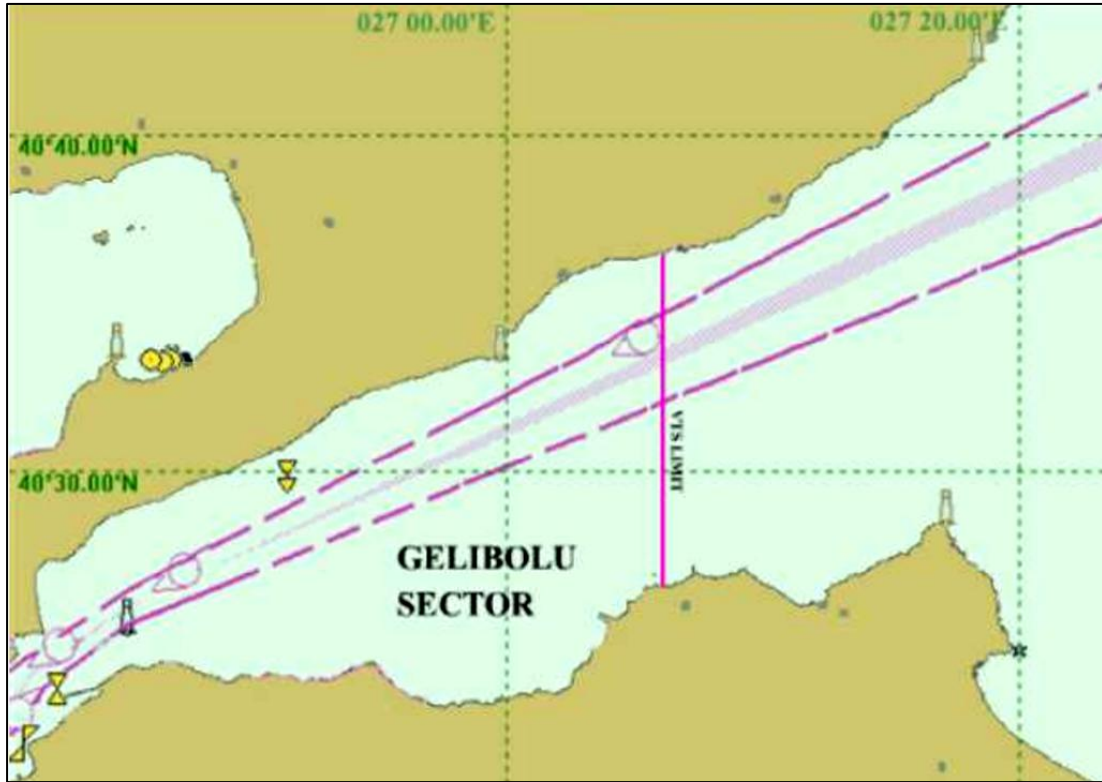 027 00.00'E
027 20.00'E
40°40.00'N
40°30.00'N
VTS LIMIT
GELIBOLU
SECTOR